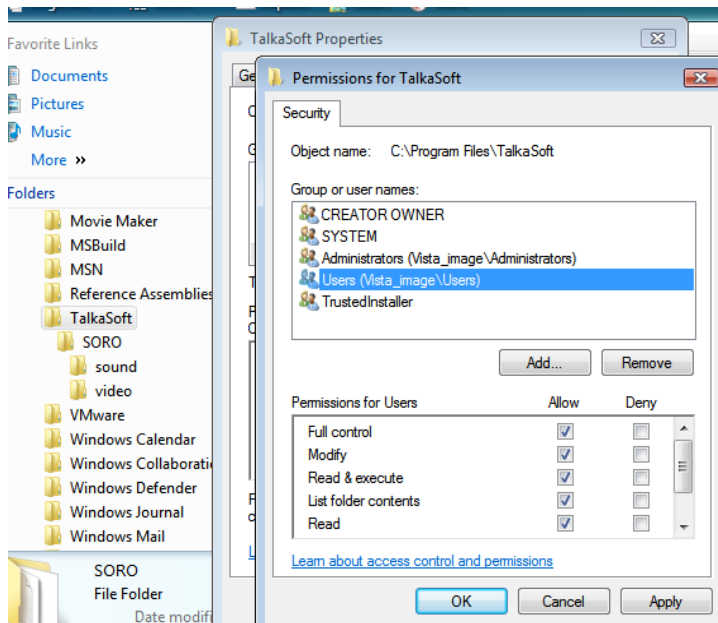 Favorite Links
Documents
Pictures
Music
More »
Folders
Movie Maker
MSBuild
MSN
Reference Assemblies
TalkaSoft
SORO
sound
video
VMware
Windows Calendar
Windows Collaborati
Windows Defender
Windows Journal
Windows Mail
SORO
File Folder
Date modifi
TalkaSoft Properties
Ge
Permissions for TalkaSoft
Security
Object name: C:\Program Files\TalkaSoft
Group or user names:
CREATOR OWNER
SYSTEM
Administrators (Vista_image\Administrators)
Users (Vista_image\Users)
TrustedInstaller
Add... Remove
Permissions for Users Allow Deny
Full control
Modify
Read & execute
List folder contents
Read
Learn about access control and permissions
OK Cancel Apply